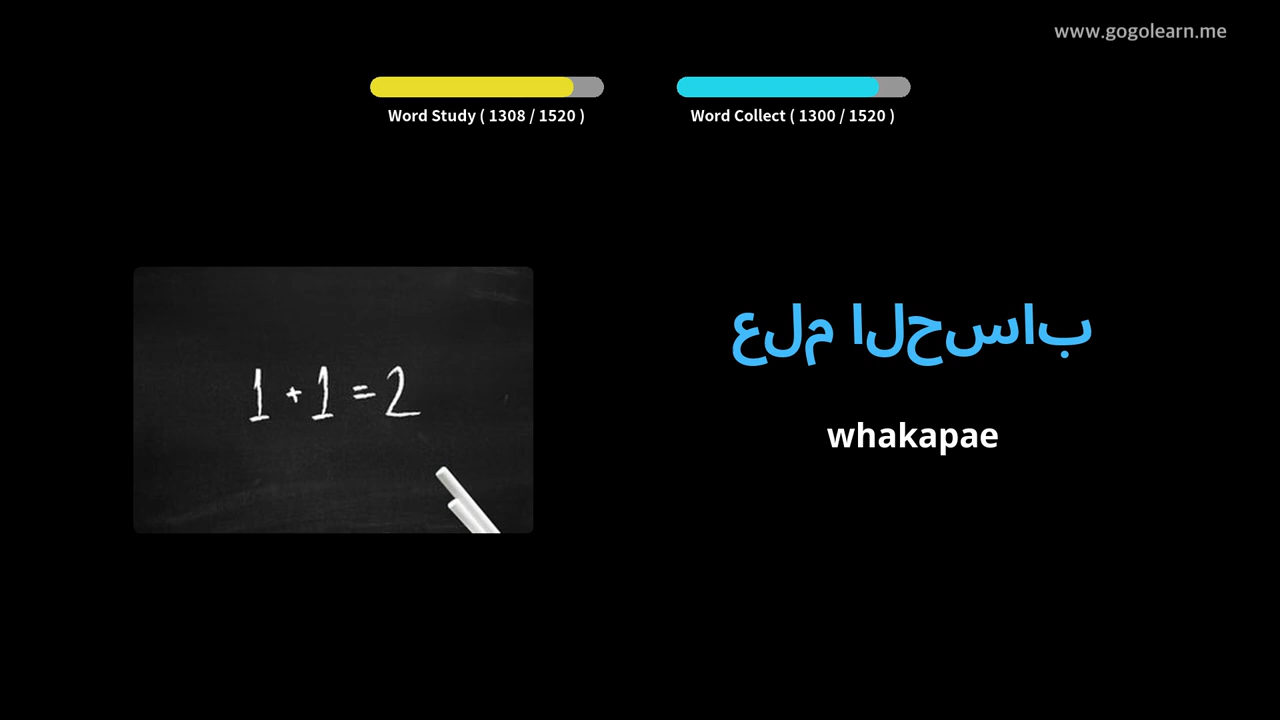 www.gogolearn.me
Word Study ( 1308 / 1520 )
Word Collect ( 1300 / 1520 )
1 + 1 = 2
علم الحساب
whakapae